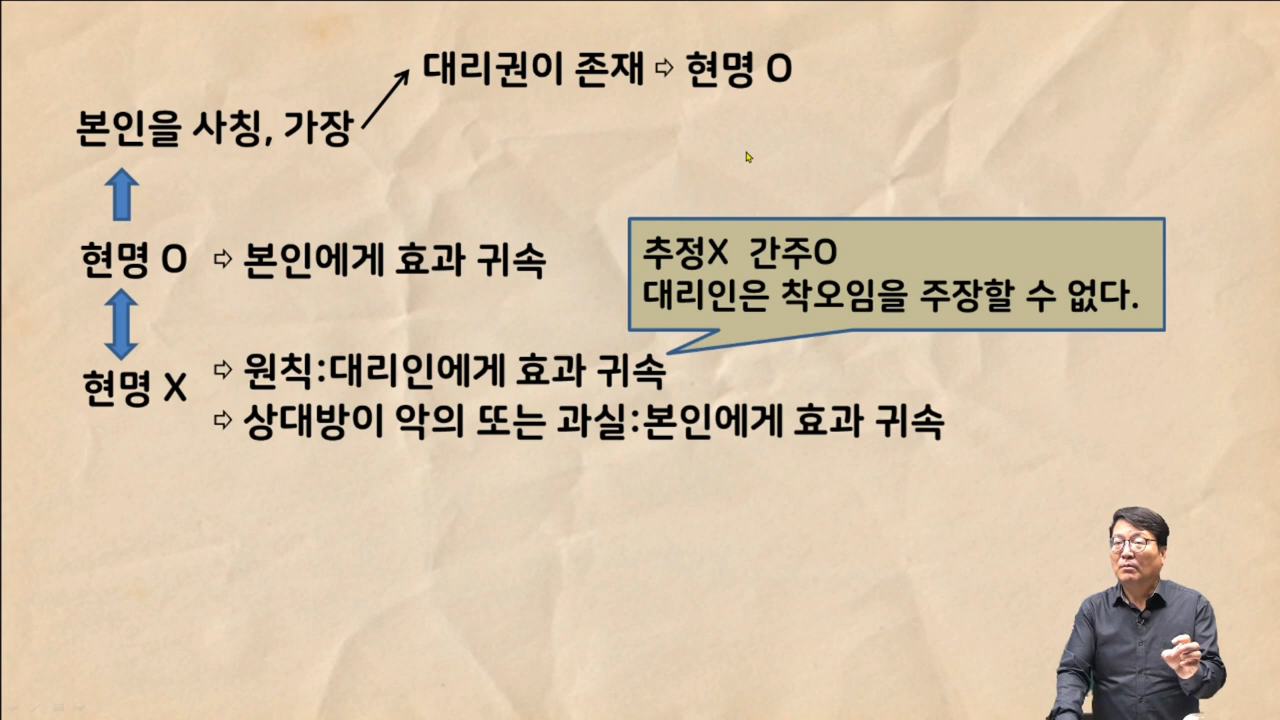 대리권이 존재 ⇨ 현명 O
본인을 사칭, 가장
현명 O ⇨ 본인에게 효과 귀속
추정X 간주O
대리인은 착오임을 주장할 수 없다.
현명 X
⇨ 원칙:대리인에게 효과 귀속
⇨ 상대방이 악의 또는 과실:본인에게 효과 귀속